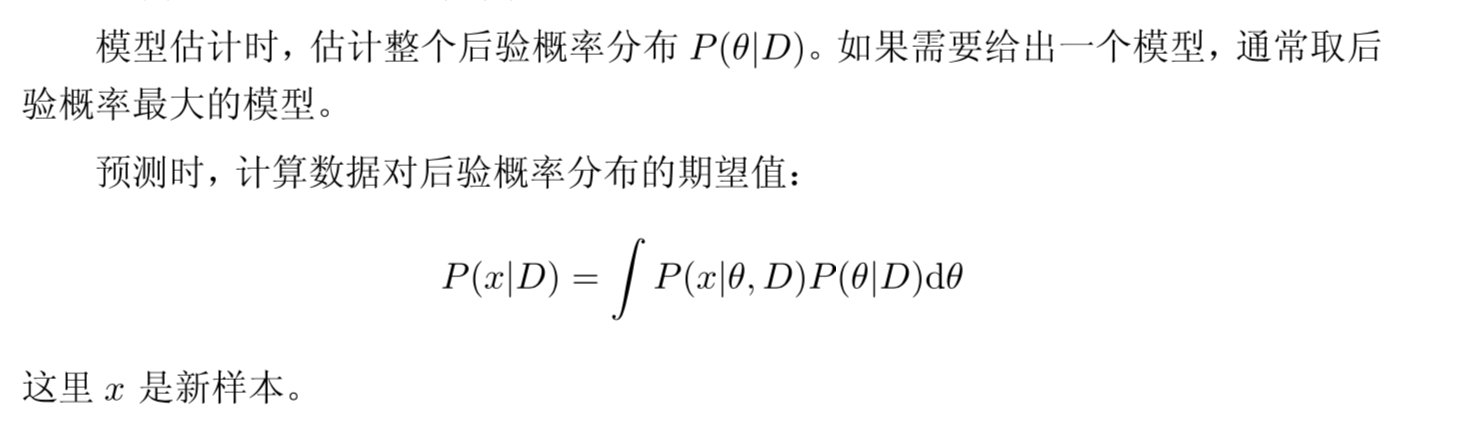 模型估计时，估计整个后验概率分布 P(θ|D)。如果需要给出一个模型，通常取后
验概率最大的模型。
预测时，计算数据对后验概率分布的期望值：
P(x|D) = ∫ P(x|θ, D)P(θ|D)dθ
这里 x 是新样本。